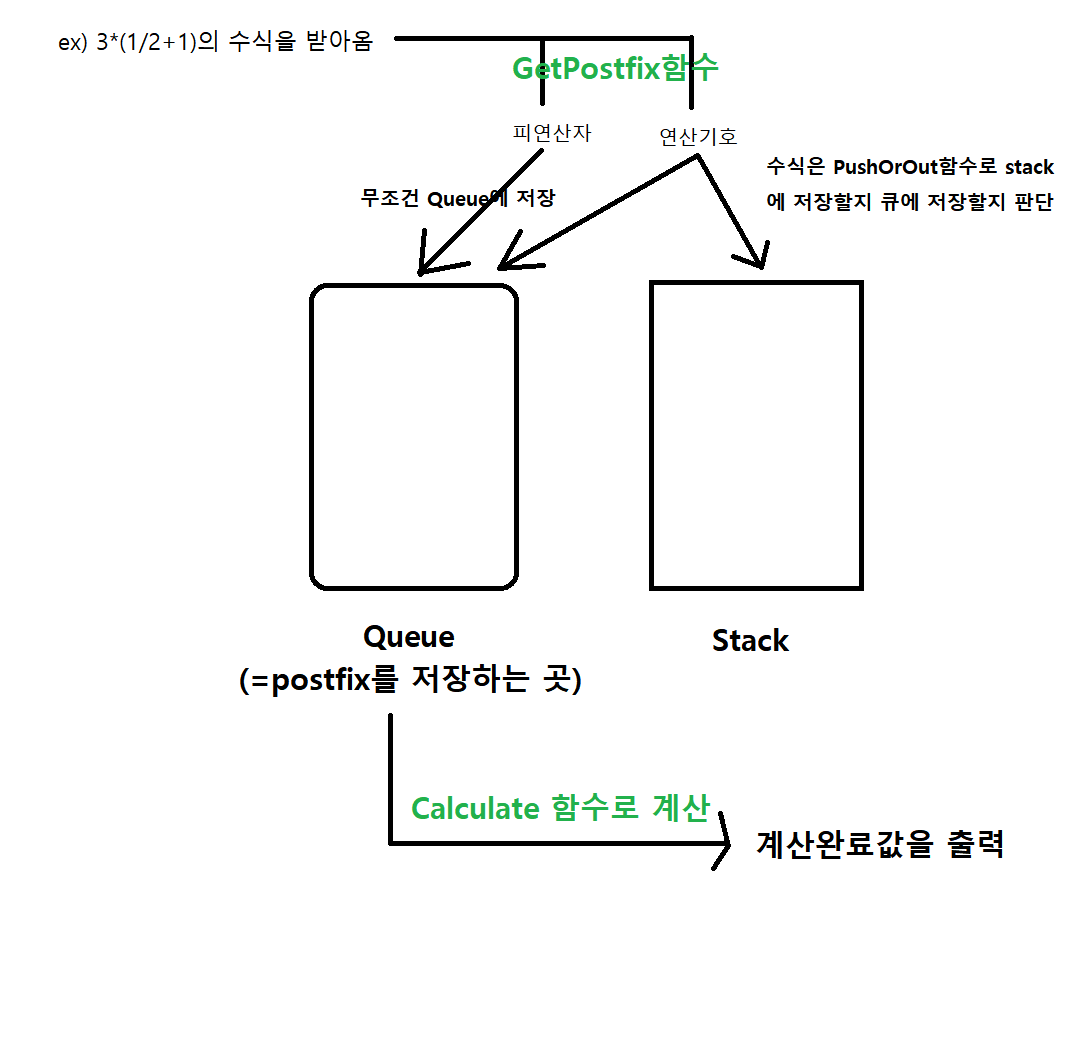 ex) 3*(1/2+1)의 수식을 받아옴
GetPostfix함수
피연산자
연산기호
수식은 PushOrOut함수로 stack
에 저장할지 큐에 저장할지 판단
무조건 Queue에 저장
Queue
(=postfix를 저장하는 곳)
Stack
Calculate 함수로 계산
계산완료값을 출력